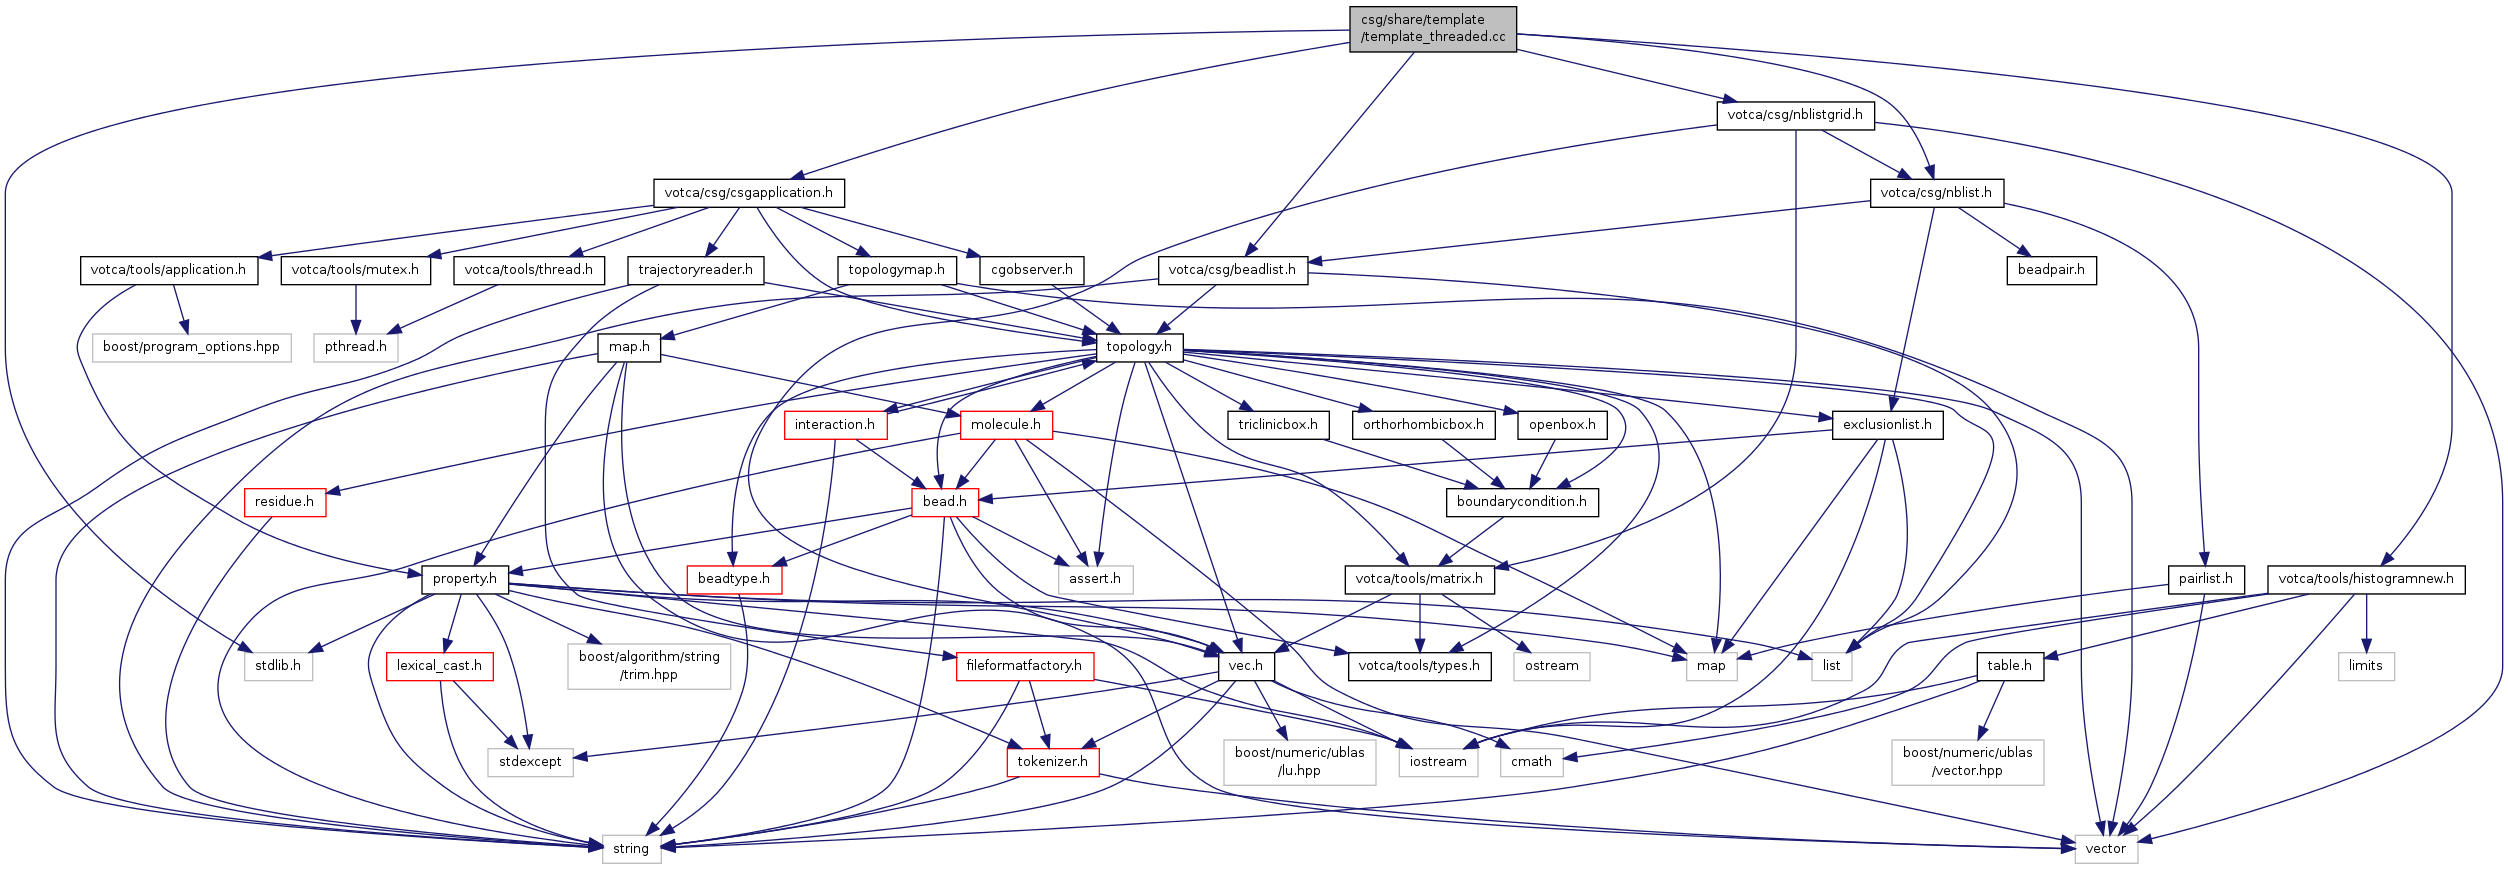 csg/share/template
/template_threaded.cc
votca/csg/nblistgrid.h
votca/csg/csgapplication.h
votca/csg/nblist.h
votca/tools/application.h
votca/tools/mutex.h
votca/tools/thread.h
trajectoryreader.h
topologymap.h
cgobserver.h
votca/csg/beadlist.h
beadpair.h
boost/program_options.hpp
pthread.h
map.h
topology.h
interaction.h
molecule.h
triclinicbox.h
orthorhombicbox.h
openbox.h
exclusionlist.h
residue.h
bead.h
boundarycondition.h
property.h
beadtype.h
assert.h
votca/tools/matrix.h
pairlist.h
votca/tools/histogramnew.h
stdlib.h
lexical_cast.h
boost/algorithm/string
/trim.hpp
fileformatfactory.h
vec.h
votca/tools/types.h
ostream
map
list
table.h
limits
stdexcept
tokenizer.h
boost/numeric/ublas
/lu.hpp
iostream
cmath
boost/numeric/ublas
/vector.hpp
string
vector